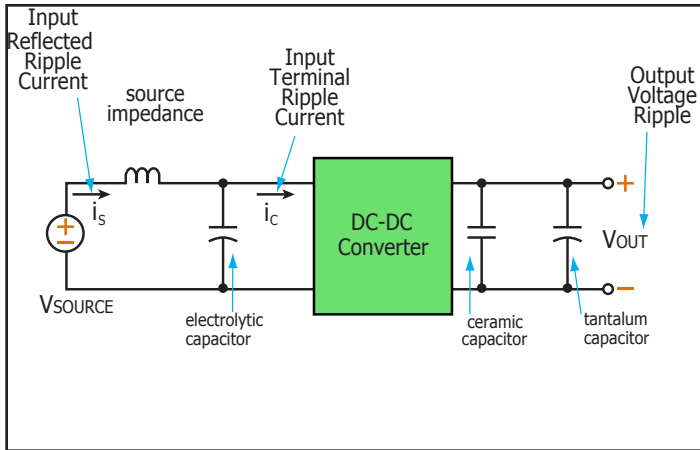 Input
Reflected
Ripple
Current
source
impedance
Input
Terminal
Ripple
Current
Output
Voltage
Ripple
iS
iC
DC-DC
Converter
+
−
+
VOUT
−
VSOURCE
electrolytic
capacitor
ceramic
capacitor
tantalum
capacitor